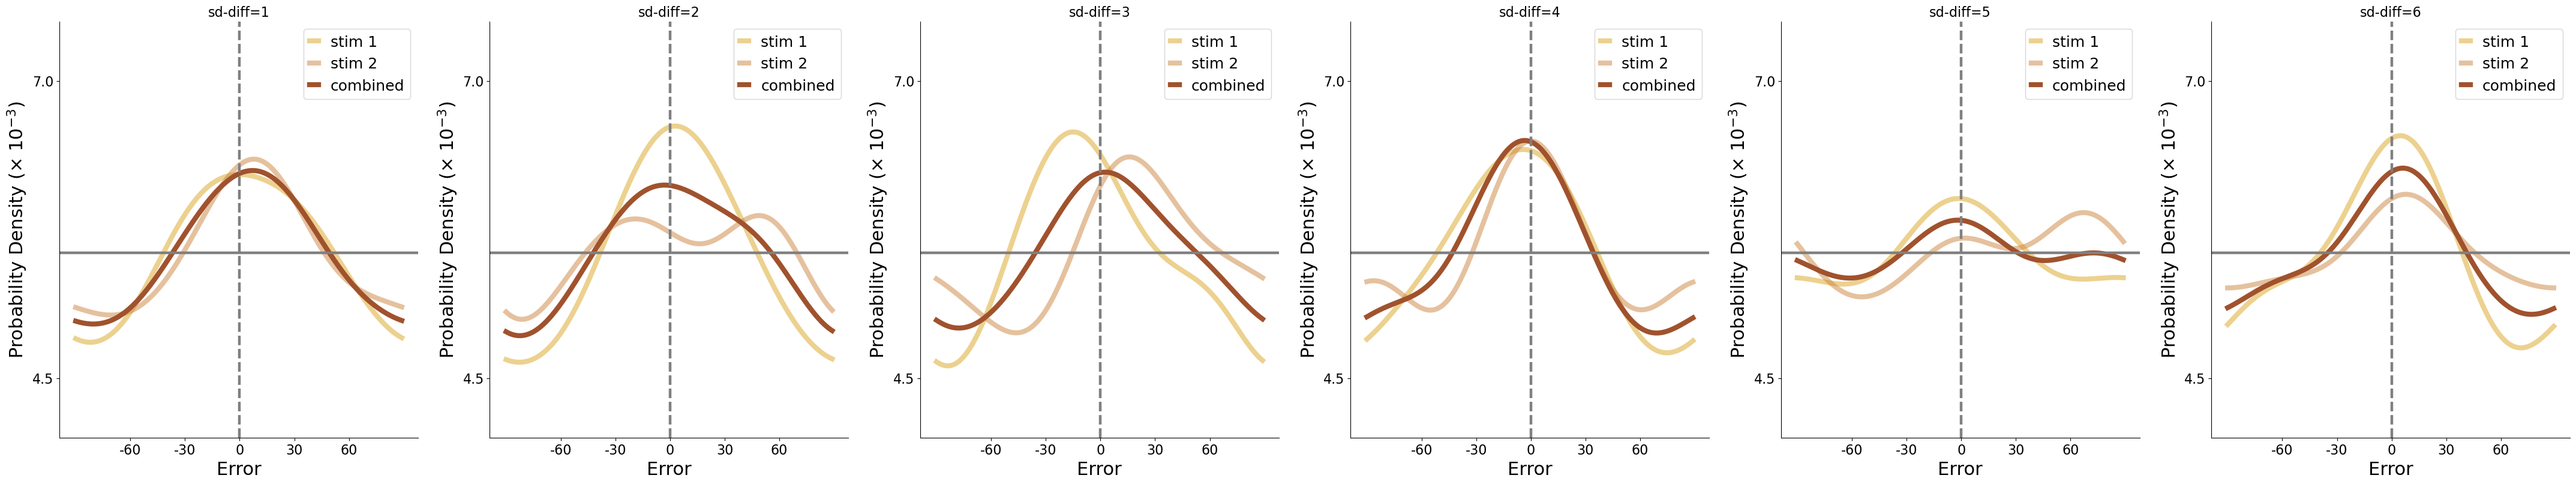 sd-diff=1
Probability Density (× 10⁻³)
7.0
4.5
stim 1
stim 2
combined
-60 -30 0 30 60
Error
sd-diff=2
Probability Density (× 10⁻³)
7.0
4.5
stim 1
stim 2
combined
-60 -30 0 30 60
Error
sd-diff=3
Probability Density (× 10⁻³)
7.0
4.5
stim 1
stim 2
combined
-60 -30 0 30 60
Error
sd-diff=4
Probability Density (× 10⁻³)
7.0
4.5
stim 1
stim 2
combined
-60 -30 0 30 60
Error
sd-diff=5
Probability Density (× 10⁻³)
7.0
4.5
stim 1
stim 2
combined
-60 -30 0 30 60
Error
sd-diff=6
Probability Density (× 10⁻³)
7.0
4.5
stim 1
stim 2
combined
-60 -30 0 30 60
Error